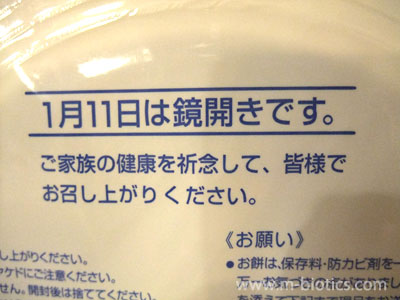 1月11日は鏡開きです。
ご家族の健康を祈念して、皆様で
お召し上がりください。
し上がりください。
ヤケドにご注意ください。
せん。開封後は捨ててください。
《お願い》
●お餅は、保存料・防カビ剤を一
www.m-biotics.com